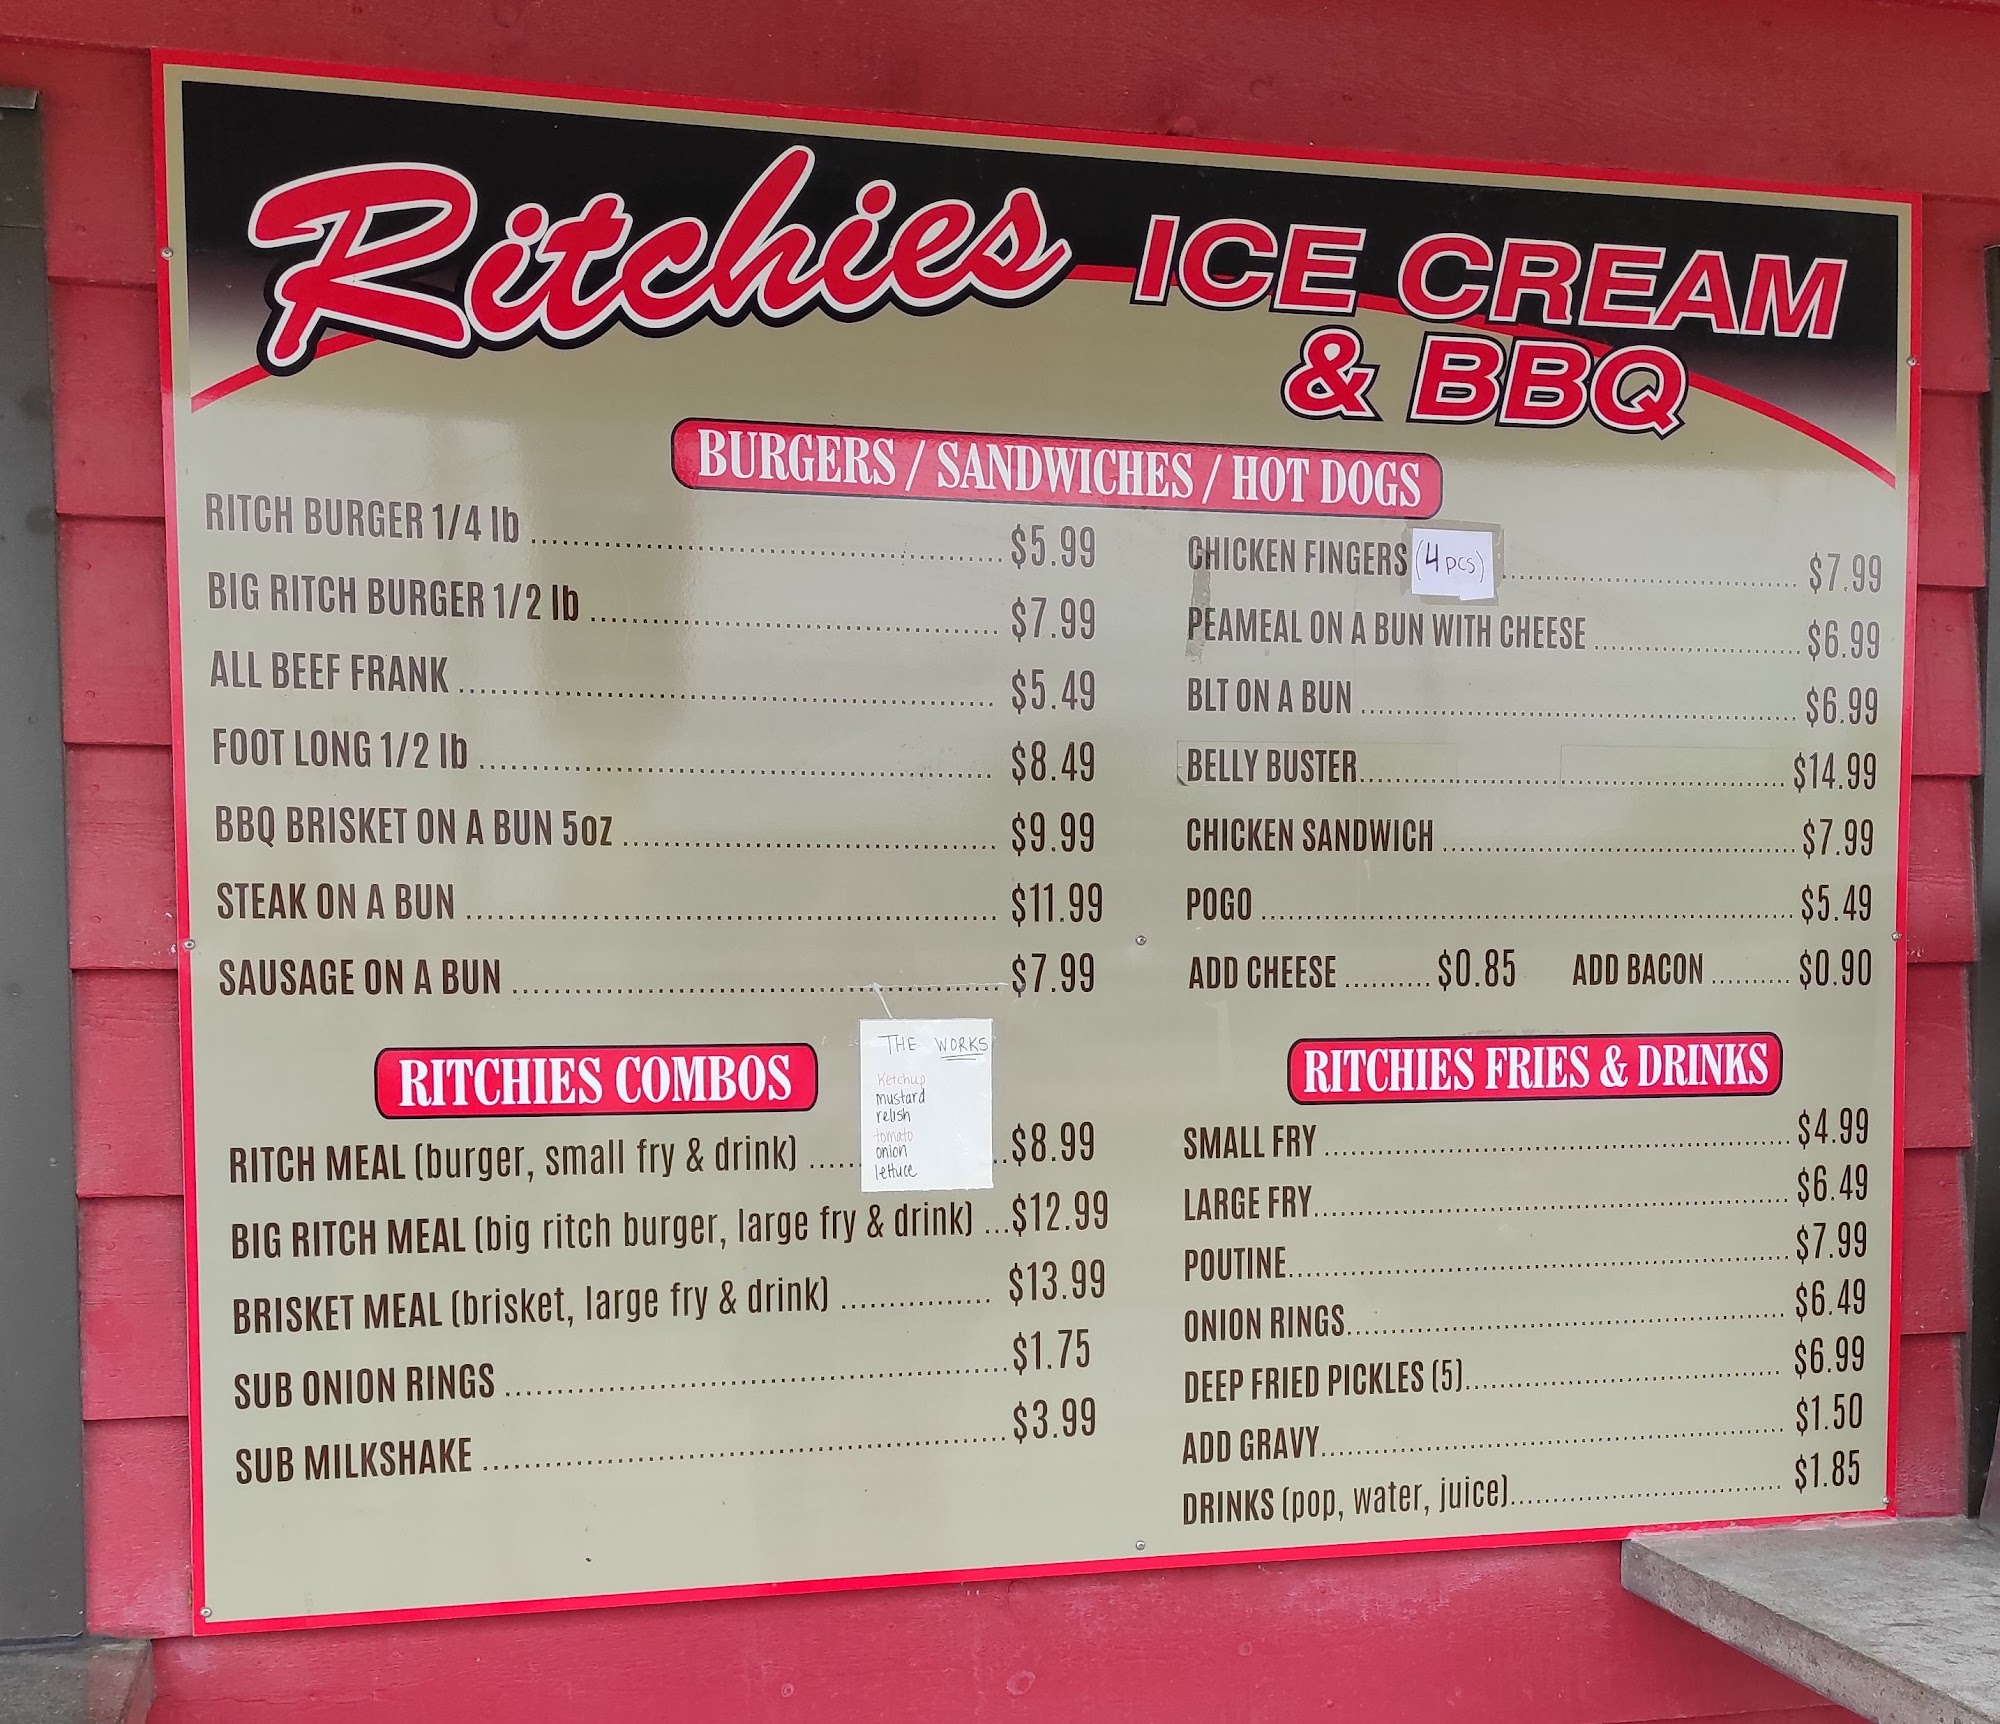 Ritchies ICE CREAM
& BBQ
BURGERS / SANDWICHES / HOT DOGS
RITCH BURGER 1/4 lb $5.99
BIG RITCH BURGER 1/2 lb $7.99
ALL BEEF FRANK $5.49
FOOT LONG 1/2 lb $8.49
BBQ BRISKET ON A BUN 5oz $9.99
STEAK ON A BUN $11.99
SAUSAGE ON A BUN $7.99
CHICKEN FINGERS (4 pcs) $7.99
PEAMEAL ON A BUN WITH CHEESE $6.99
BLT ON A BUN $6.99
BELLY BUSTER $14.99
CHICKEN SANDWICH $7.99
POGO $5.49
ADD CHEESE $0.85 ADD BACON $0.90
RITCHIES COMBOS
RITCH MEAL (burger, small fry & drink) $8.99
BIG RITCH MEAL (big ritch burger, large fry & drink) $12.99
BRISKET MEAL (brisket, large fry & drink) $13.99
SUB ONION RINGS $1.75
SUB MILKSHAKE $3.99
THE WORKS
Ketchup
mustard
relish
tomato
onion
lettuce
RITCHIES FRIES & DRINKS
SMALL FRY $4.99
LARGE FRY $6.49
POUTINE $7.99
ONION RINGS $6.49
DEEP FRIED PICKLES (5) $6.99
ADD GRAVY $1.50
DRINKS (pop, water, juice) $1.85